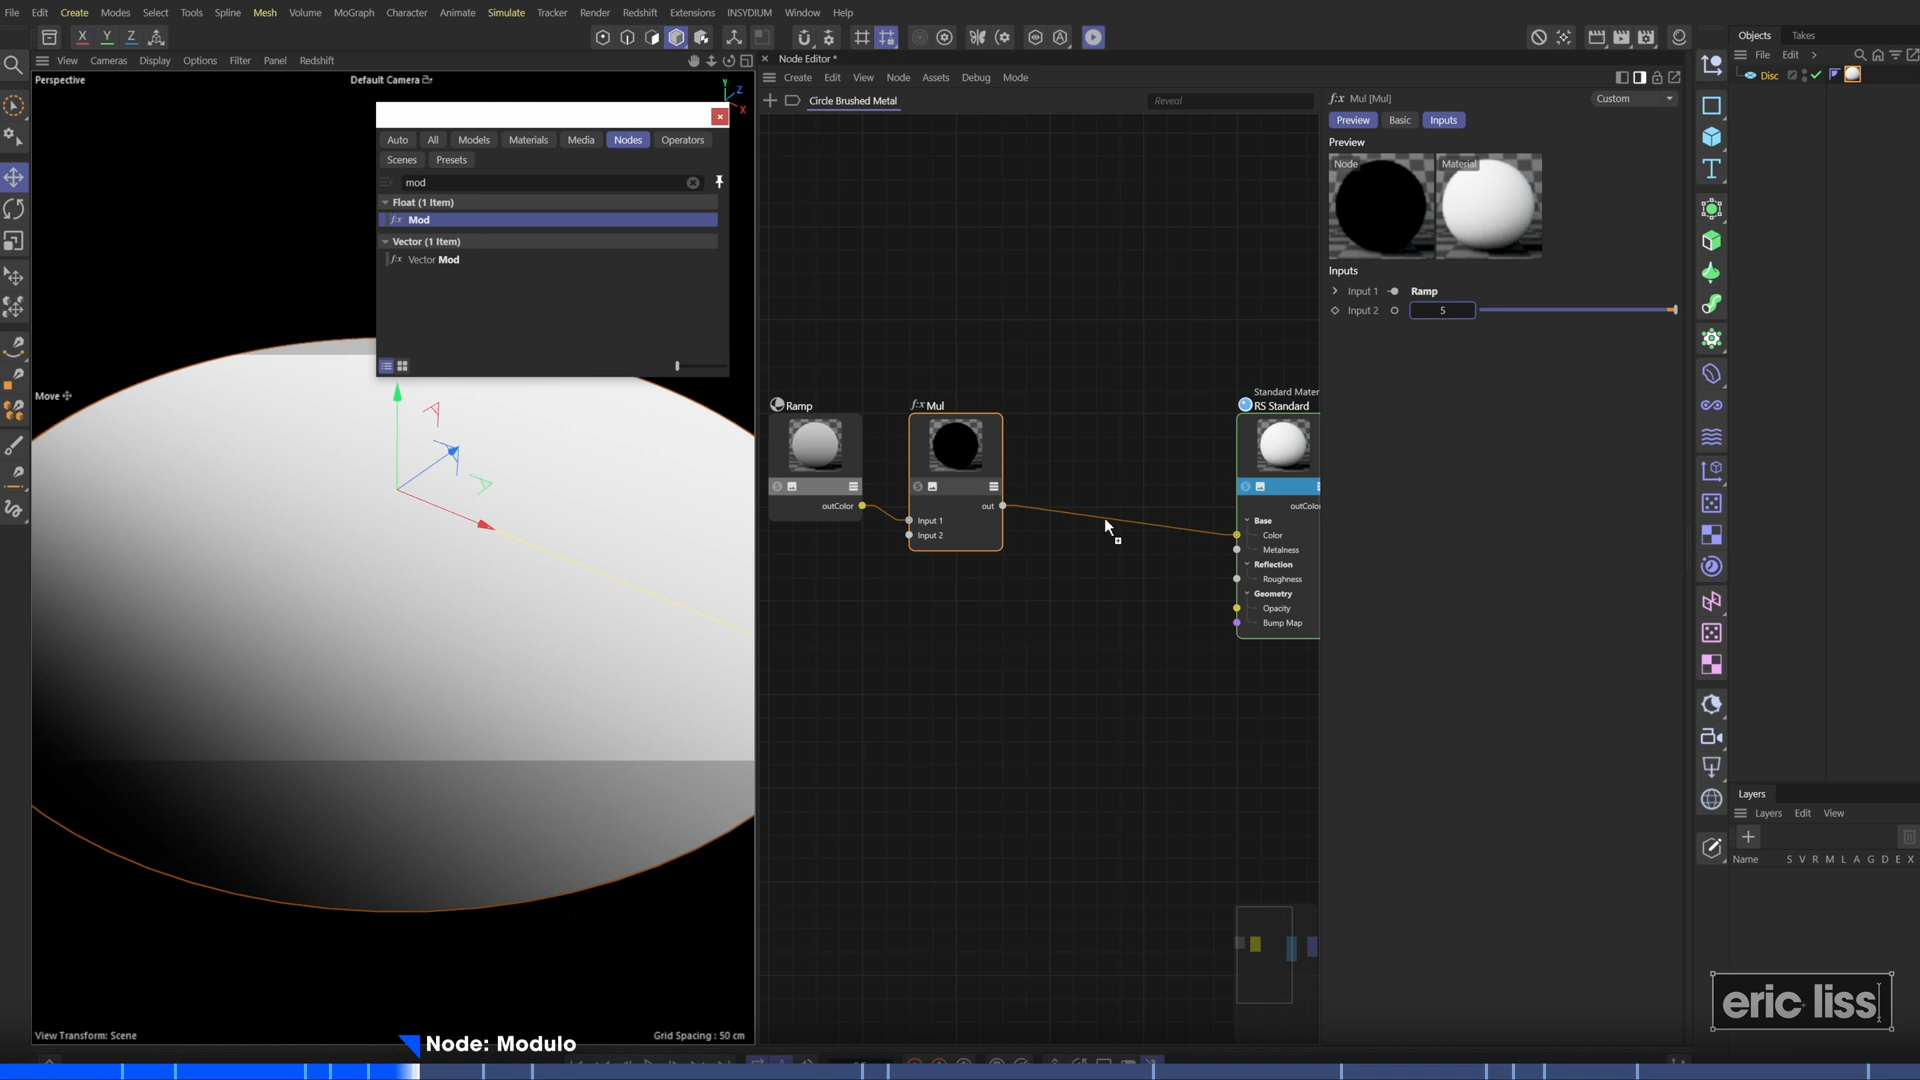 File Edit Create Modes Select Tools Spline Mesh Volume MoGraph Character Animate Simulate Tracker Render Redshift Extensions INSYDIUM Window Help
Objects Takes
X Y Z
View Cameras Display Options Filter Panel Redshift
Node Editor *
File Edit
Create Edit View Node Assets Debug Mode
Disc
Perspective
Default Camera
Y
Z
X
Circle Brushed Metal
Reveal
Mul [Mul]
Custom
Preview Basic Inputs
Preview
Node
Material
Auto All Models Materials Media Nodes Operators
Scenes Presets
mod
Float (1 Item)
Mod
Vector (1 Item)
Vector Mod
Inputs
Input 1 Ramp
Input 2 5
Move
Ramp
outColor
Mul
out
Input 1
Input 2
Standard Mater
RS Standard
outColor
Base
Color
Metalness
Reflection
Roughness
Geometry
Opacity
Bump Map
Layers
Layers Edit View
Name S V R M L A G D E X
View Transform: Scene
Grid Spacing : 50 cm
eric liss
Node: Modulo